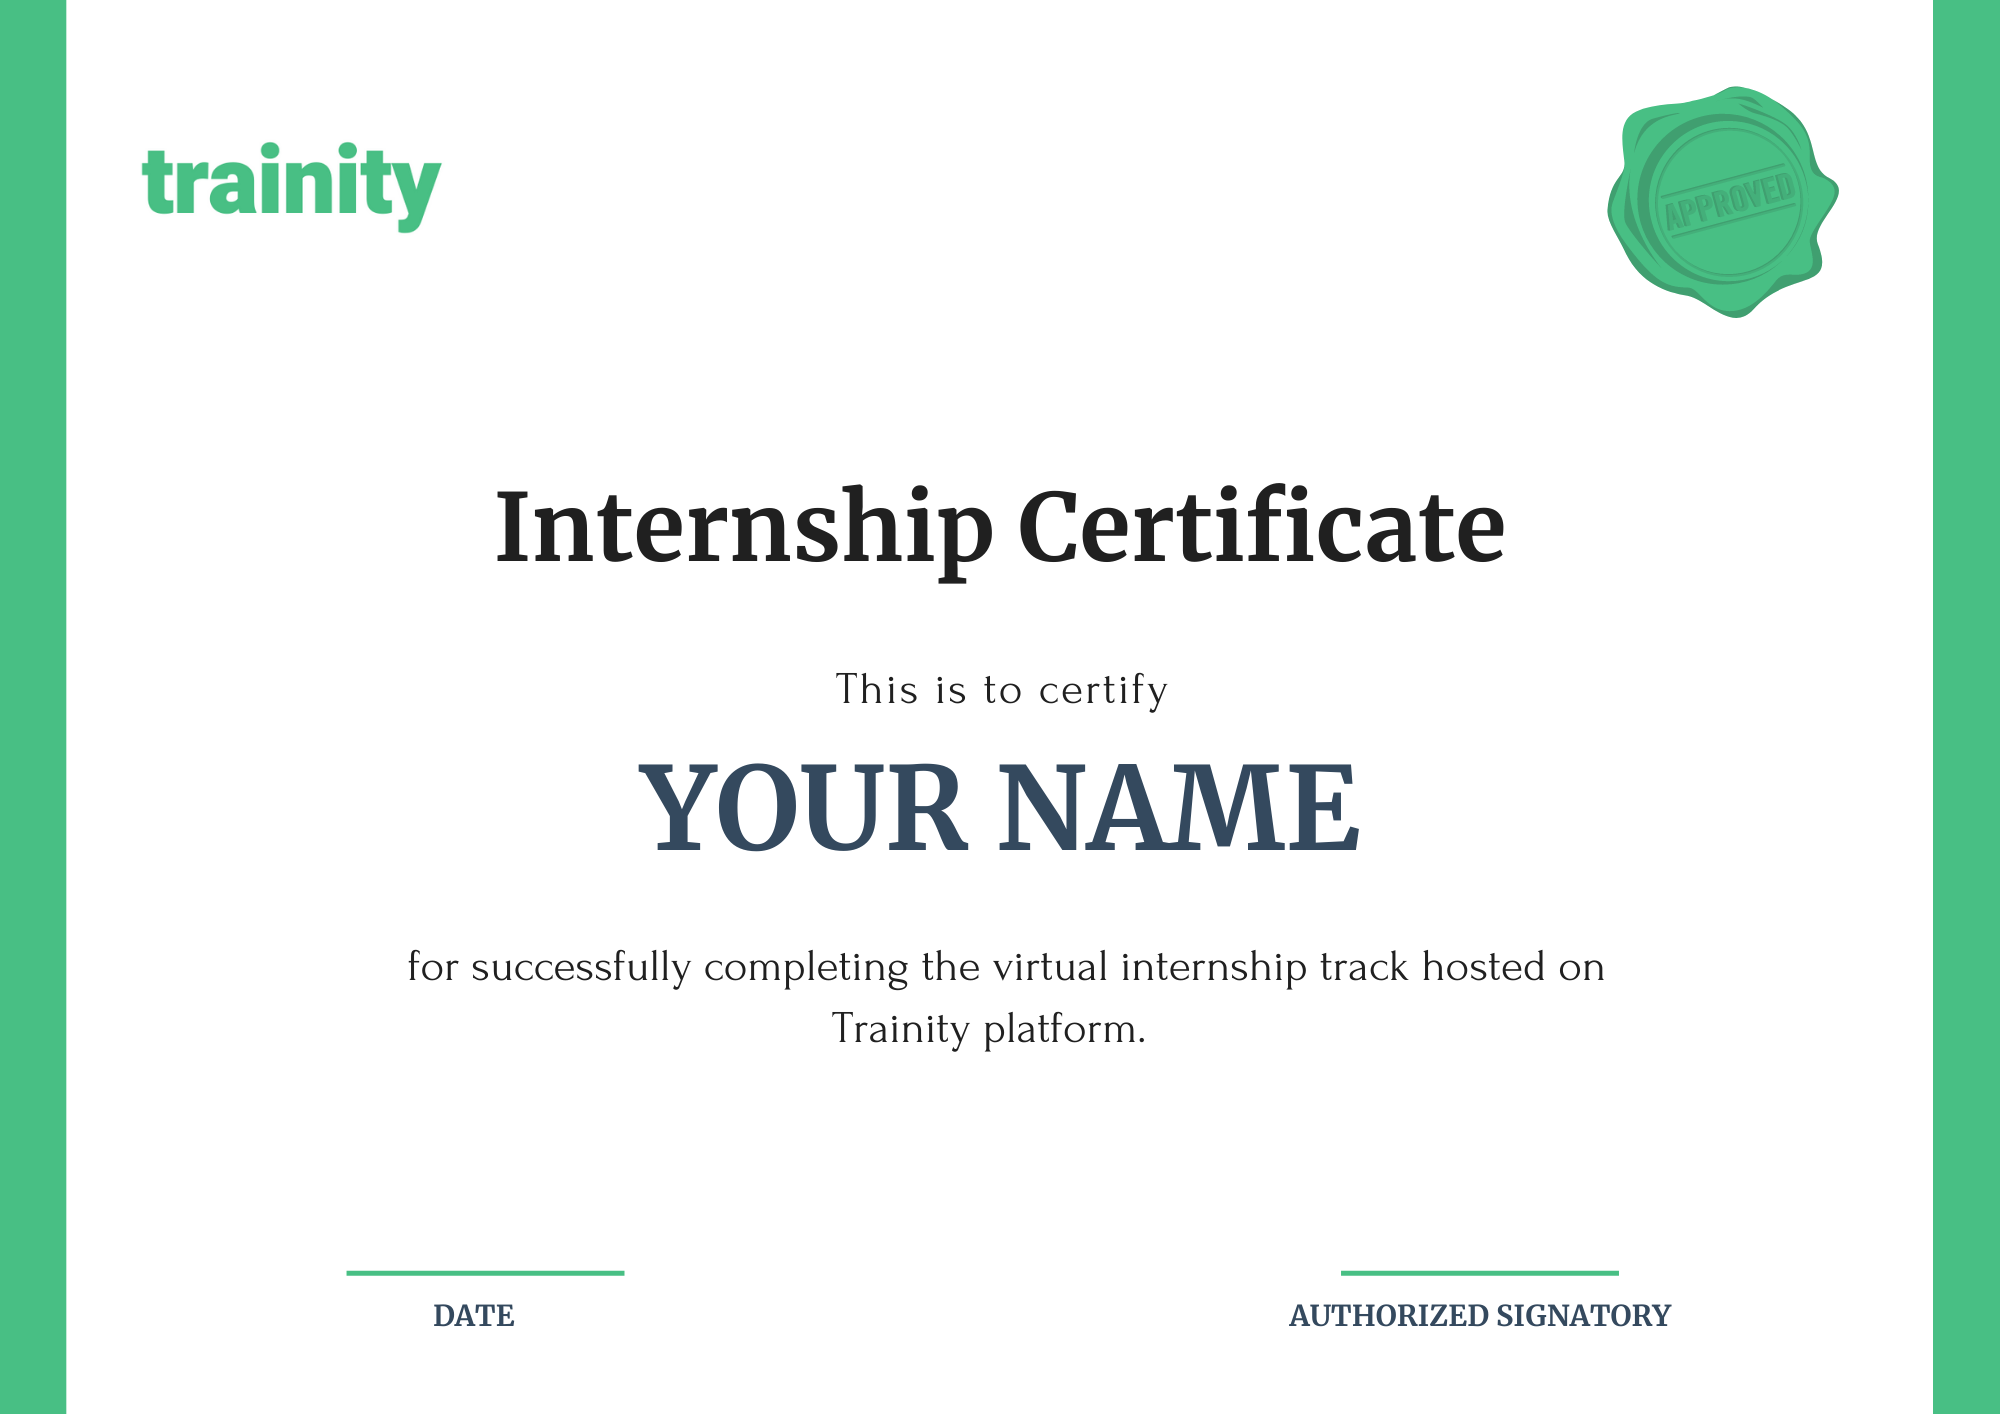 trainity
APPROVED
Internship Certificate
This is to certify
YOUR NAME
for successfully completing the virtual internship track hosted on
Trainity platform.
DATE
AUTHORIZED SIGNATORY